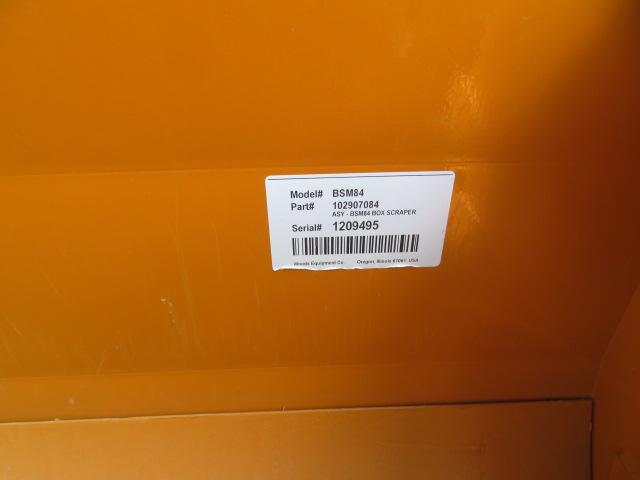 Model# BSM84
Part# 102907084
ASY - BSM84 BOX SCRAPER
Serial# 1209495
Woods Equipment Co. Oregon, Illinois 61061 USA